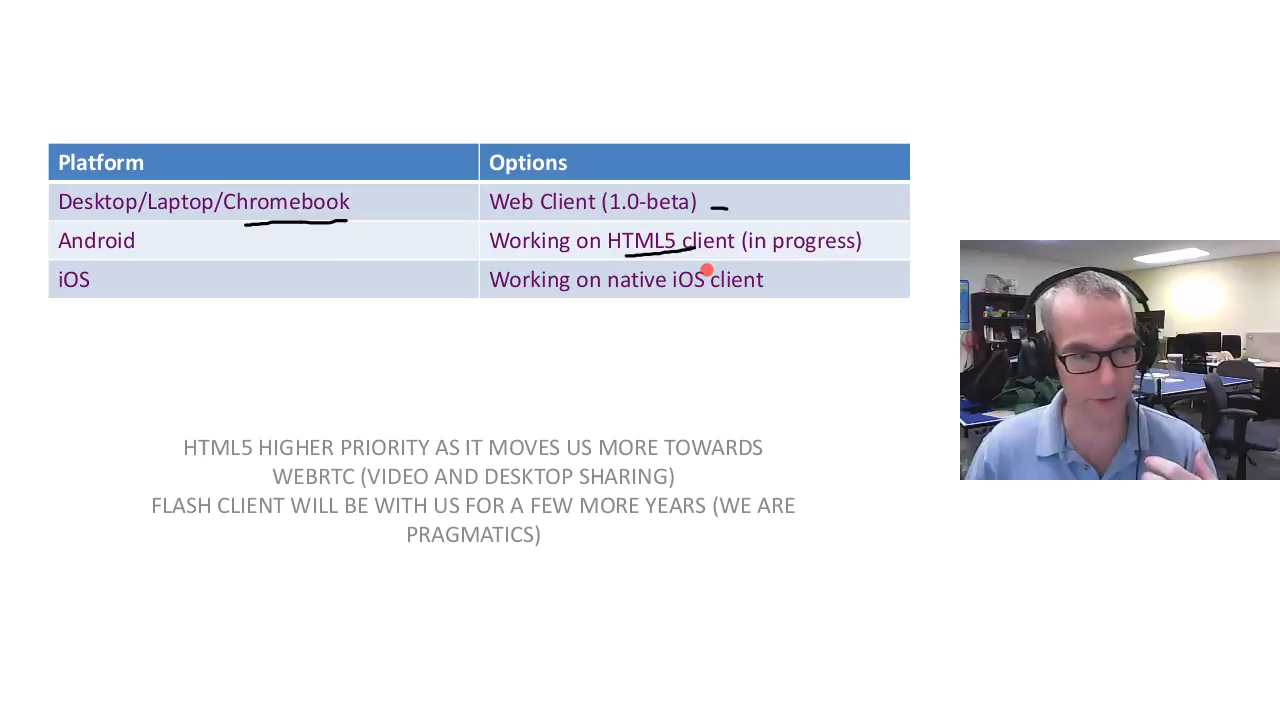 Platform Options
Desktop/Laptop/Chromebook Web Client (1.0-beta)
Android Working on HTML5 client (in progress)
iOS Working on native iOS client
HTML5 HIGHER PRIORITY AS IT MOVES US MORE TOWARDS
WEBRTC (VIDEO AND DESKTOP SHARING)
FLASH CLIENT WILL BE WITH US FOR A FEW MORE YEARS (WE ARE
PRAGMATICS)